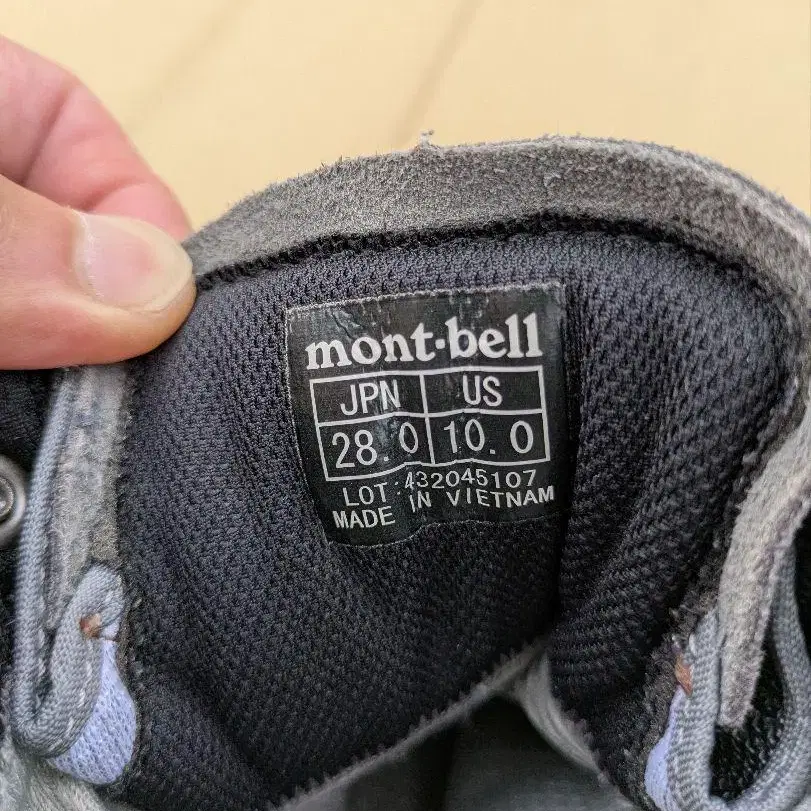 mont-bell
JPN US
28.0 10.0
LOT:432045107
MADE IN VIETNAM